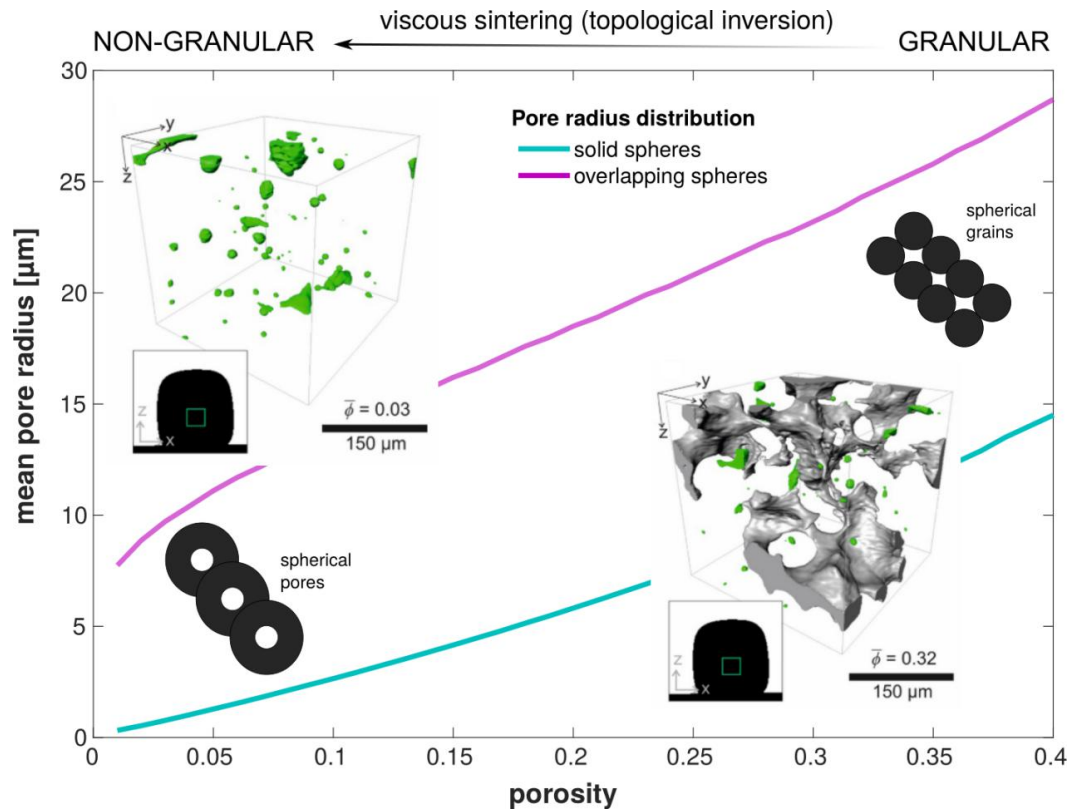 viscous sintering (topological inversion)
NON-GRANULAR
GRANULAR
30
25
20
15
10
5
0
mean pore radius [µm]
Pore radius distribution
solid spheres
overlapping spheres
y
x
z
z
x
ϕ̅ = 0.03
150 µm
spherical
grains
spherical
pores
y
x
z
z
x
ϕ̅ = 0.32
150 µm
0
0.05
0.1
0.15
0.2
0.25
0.3
0.35
0.4
porosity